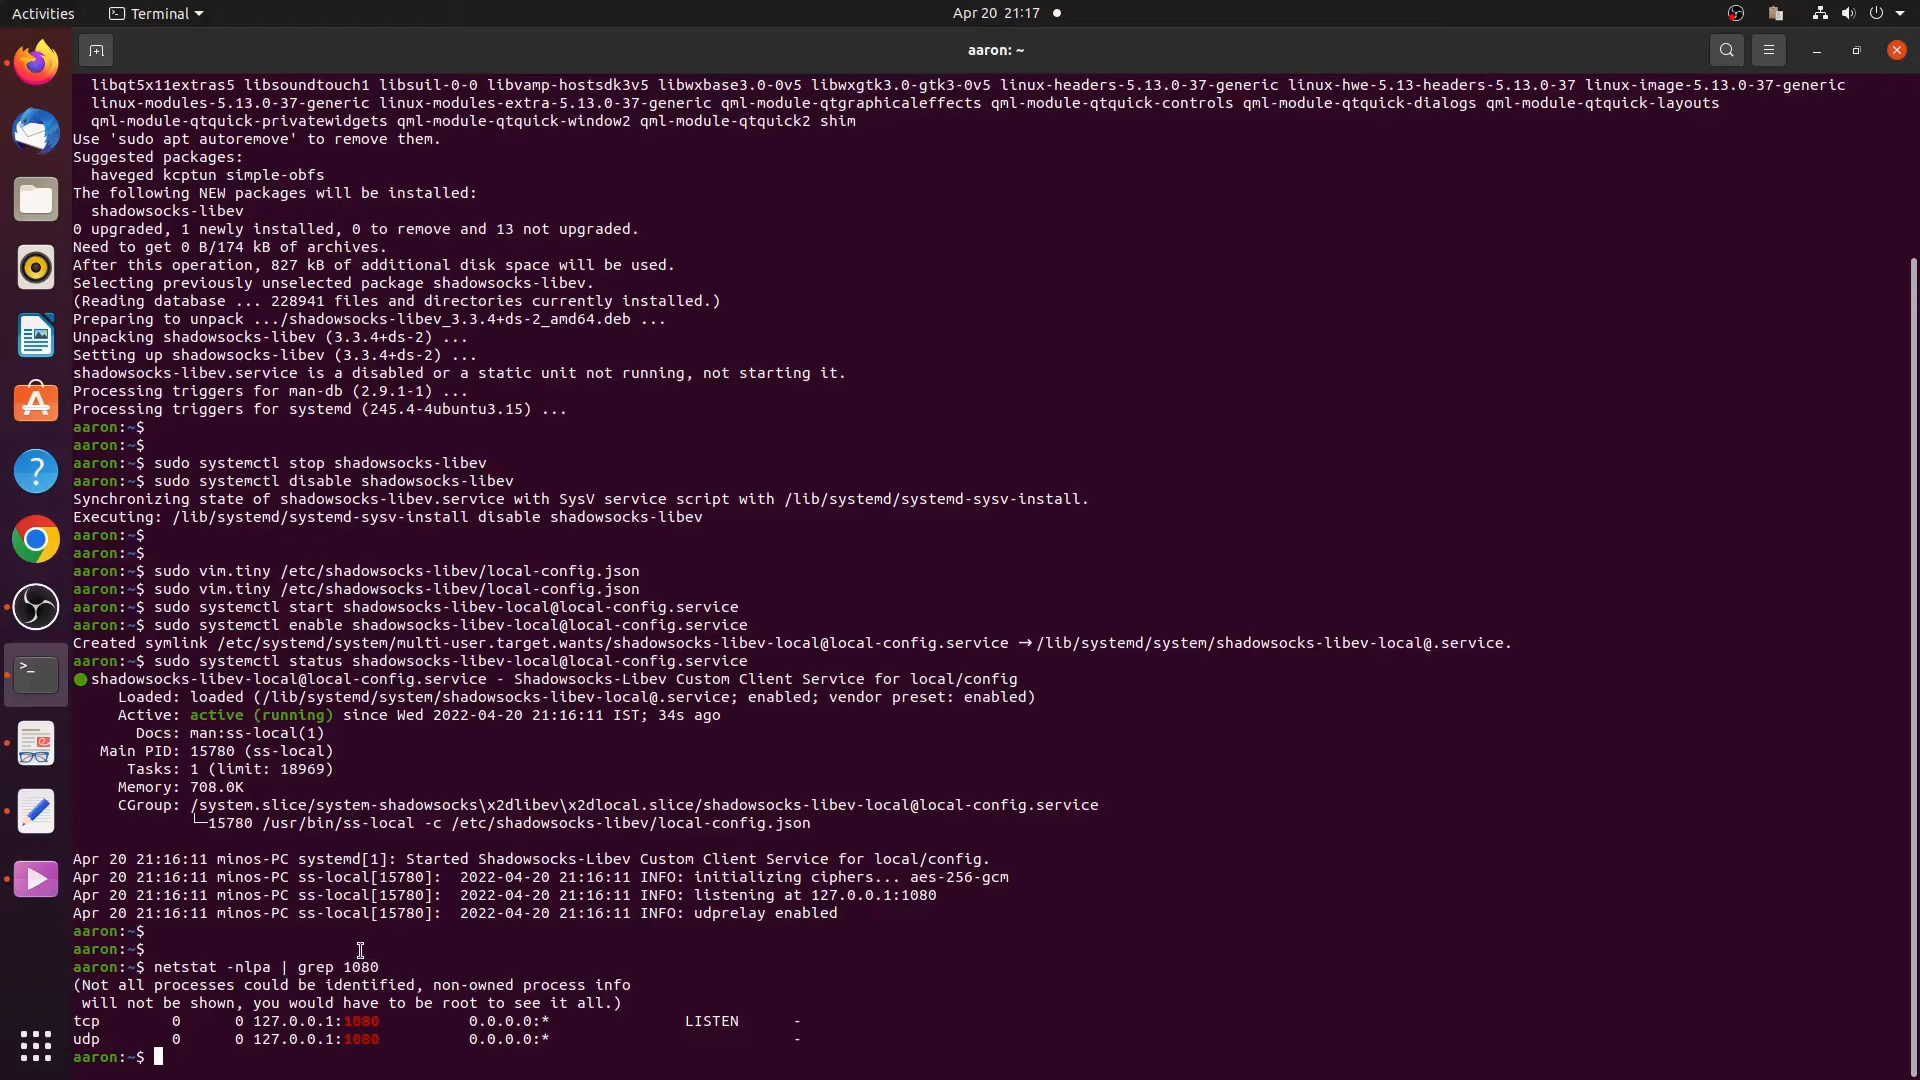 Activities
Terminal
Apr 20 21:17
aaron: ~
libqt5x11extras5 libsoundtouch1 libsuil-0-0 libvamp-hostsdk3v5 libwxbase3.0-0v5 libwxgtk3.0-gtk3-0v5 linux-headers-5.13.0-37-generic linux-hwe-5.13-headers-5.13.0-37 linux-image-5.13.0-37-generic
linux-modules-5.13.0-37-generic linux-modules-extra-5.13.0-37-generic qml-module-qtgraphicaleffects qml-module-qtquick-controls qml-module-qtquick-dialogs qml-module-qtquick-layouts
qml-module-qtquick-privatewidgets qml-module-qtquick-window2 qml-module-qtquick2 shim
Use 'sudo apt autoremove' to remove them.
Suggested packages:
haveged kcptun simple-obfs
The following NEW packages will be installed:
shadowsocks-libev
0 upgraded, 1 newly installed, 0 to remove and 13 not upgraded.
Need to get 0 B/174 kB of archives.
After this operation, 827 kB of additional disk space will be used.
Selecting previously unselected package shadowsocks-libev.
(Reading database ... 228941 files and directories currently installed.)
Preparing to unpack .../shadowsocks-libev_3.3.4+ds-2_amd64.deb ...
Unpacking shadowsocks-libev (3.3.4+ds-2) ...
Setting up shadowsocks-libev (3.3.4+ds-2) ...
shadowsocks-libev.service is a disabled or a static unit not running, not starting it.
Processing triggers for man-db (2.9.1-1) ...
Processing triggers for systemd (245.4-4ubuntu3.15) ...
aaron:~$
aaron:~$
aaron:~$ sudo systemctl stop shadowsocks-libev
aaron:~$ sudo systemctl disable shadowsocks-libev
Synchronizing state of shadowsocks-libev.service with SysV service script with /lib/systemd/systemd-sysv-install.
Executing: /lib/systemd/systemd-sysv-install disable shadowsocks-libev
aaron:~$
aaron:~$
aaron:~$ sudo vim.tiny /etc/shadowsocks-libev/local-config.json
aaron:~$ sudo vim.tiny /etc/shadowsocks-libev/local-config.json
aaron:~$ sudo systemctl start shadowsocks-libev-local@local-config.service
aaron:~$ sudo systemctl enable shadowsocks-libev-local@local-config.service
Created symlink /etc/systemd/system/multi-user.target.wants/shadowsocks-libev-local@local-config.service → /lib/systemd/system/shadowsocks-libev-local@.service.
aaron:~$ sudo systemctl status shadowsocks-libev-local@local-config.service
● shadowsocks-libev-local@local-config.service - Shadowsocks-Libev Custom Client Service for local/config
Loaded: loaded (/lib/systemd/system/shadowsocks-libev-local@.service; enabled; vendor preset: enabled)
Active: active (running) since Wed 2022-04-20 21:16:11 IST; 34s ago
Docs: man:ss-local(1)
Main PID: 15780 (ss-local)
Tasks: 1 (limit: 18969)
Memory: 708.0K
CGroup: /system.slice/system-shadowsocks\x2dlibev\x2dlocal.slice/shadowsocks-libev-local@local-config.service
└─15780 /usr/bin/ss-local -c /etc/shadowsocks-libev/local-config.json
Apr 20 21:16:11 minos-PC systemd[1]: Started Shadowsocks-Libev Custom Client Service for local/config.
Apr 20 21:16:11 minos-PC ss-local[15780]:  2022-04-20 21:16:11 INFO: initializing ciphers... aes-256-gcm
Apr 20 21:16:11 minos-PC ss-local[15780]:  2022-04-20 21:16:11 INFO: listening at 127.0.0.1:1080
Apr 20 21:16:11 minos-PC ss-local[15780]:  2022-04-20 21:16:11 INFO: udprelay enabled
aaron:~$
aaron:~$
aaron:~$ netstat -nlpa | grep 1080
(Not all processes could be identified, non-owned process info
will not be shown, you would have to be root to see it all.)
tcp 0 0 127.0.0.1:1080 0.0.0.0:* LISTEN -
udp 0 0 127.0.0.1:1080 0.0.0.0:* -
aaron:~$